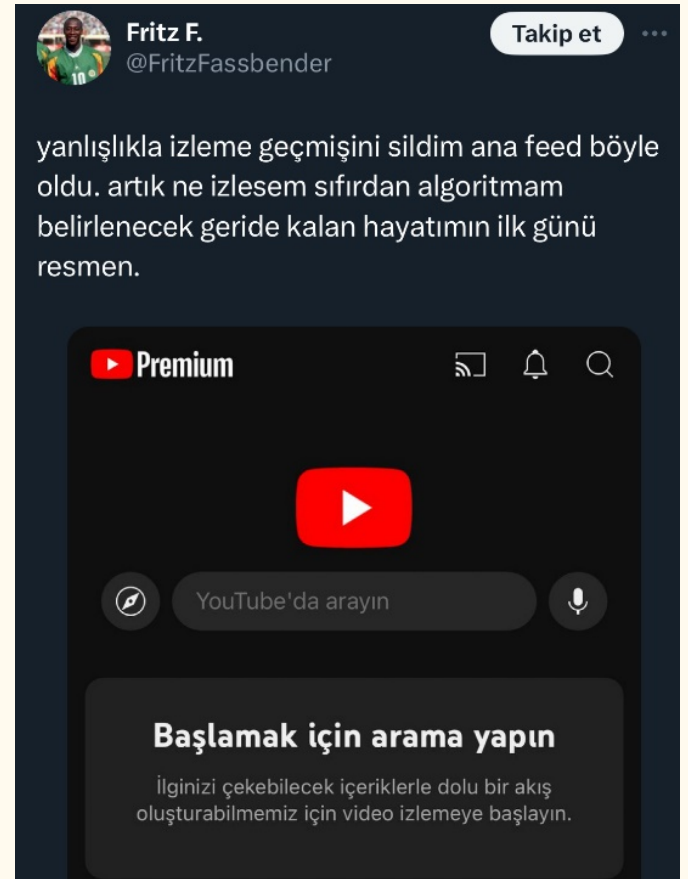 Fritz F.
Takip et
@FritzFassbender
yanlışlıkla izleme geçmişini sildim ana feed böyle
oldu. artık ne izlesem sıfırdan algoritmam
belirlenecek geride kalan hayatımın ilk günü
resmen.
Premium
YouTube'da arayın
Başlamak için arama yapın
İlginizi çekebilecek içeriklerle dolu bir akış
oluşturabilmemiz için video izlemeye başlayın.